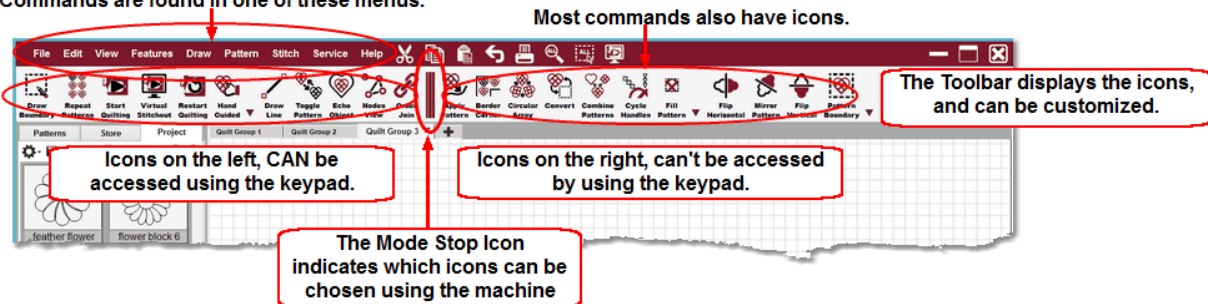 Commands are found in one of these menus.
Most commands also have icons.
File Edit View Features Draw Pattern Stitch Service Help
The Toolbar displays the icons,
and can be customized.
Draw Boundary
Repeat Patterns
Start Quilting
Virtual Stitchout
Restart Quilting
Hand Guided
Draw Line
Toggle Pattern
Echo Object
Nodes View
Order Join
Apply Pattern
Border Corner
Circular Array
Convert
Combine Patterns
Cycle Handles
Fill Pattern
Flip Horizontal
Mirror Pattern
Flip Vertical
Pattern Boundary
Patterns Store Project Quilt Group 1 Quilt Group 2 Quilt Group 3
Icons on the left, CAN be
accessed using the keypad.
Icons on the right, can't be accessed
by using the keypad.
feather flower flower block 6
The Mode Stop Icon
indicates which icons can be
chosen using the machine